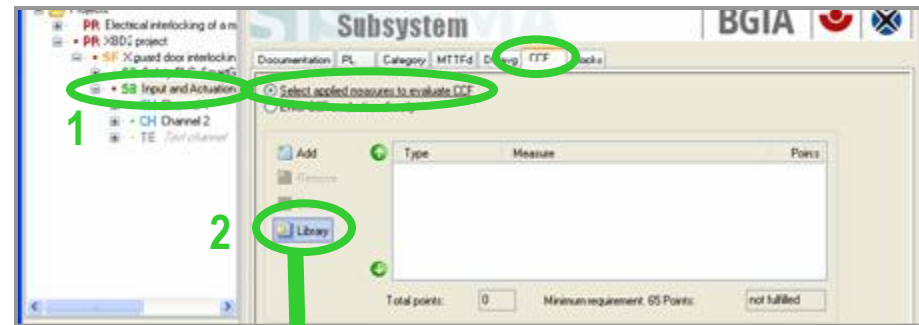 Projects
PR Electrical interlocking of a m
PR XBD2 project
SF X guard door interlockin
SB Input and Actuation
CH Channel 2
TE Test channel
1
2
Subsystem
BGIA
Documentation PL Category MTTFd CCF
Select applied measures to evaluate CCF
Add
Remove
Library
Type Measure Points
Total points: 0 Minimum requirement: 65 Points: not fulfilled